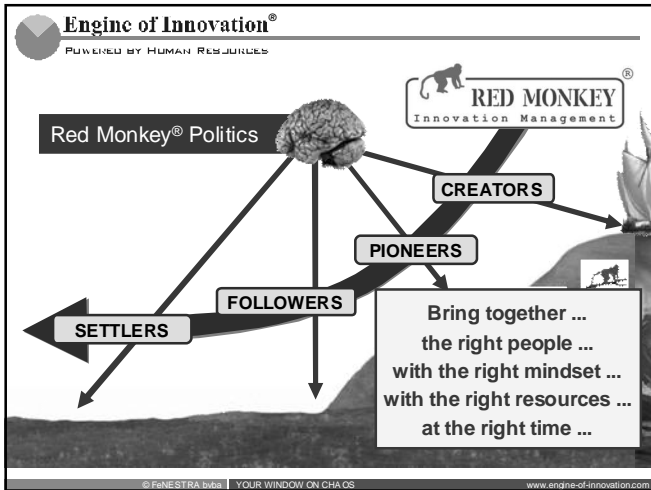 Engine of Innovation®
POWERED BY HUMAN RESOURCES
RED MONKEY®
Innovation Management
Red Monkey® Politics
CREATORS
PIONEERS
FOLLOWERS
SETTLERS
Bring together ...
the right people ...
with the right mindset ...
with the right resources ...
at the right time ...
© FeNESTRA bvba | YOUR WINDOW ON CHAOS www.engine-of-innovation.com